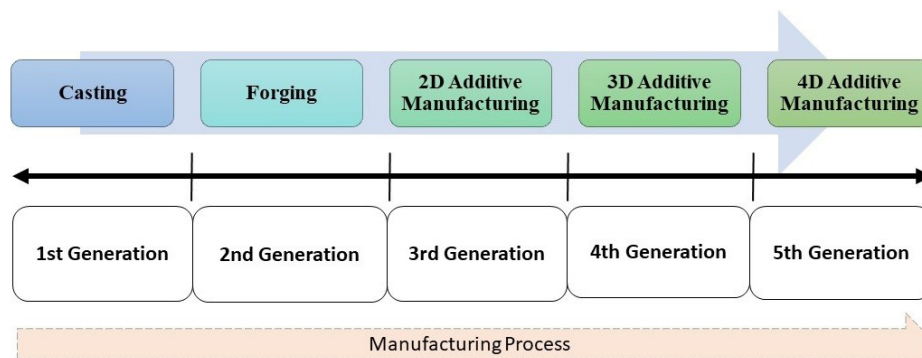 Casting
Forging
2D Additive
Manufacturing
3D Additive
Manufacturing
4D Additive
Manufacturing
1st Generation
2nd Generation
3rd Generation
4th Generation
5th Generation
Manufacturing Process